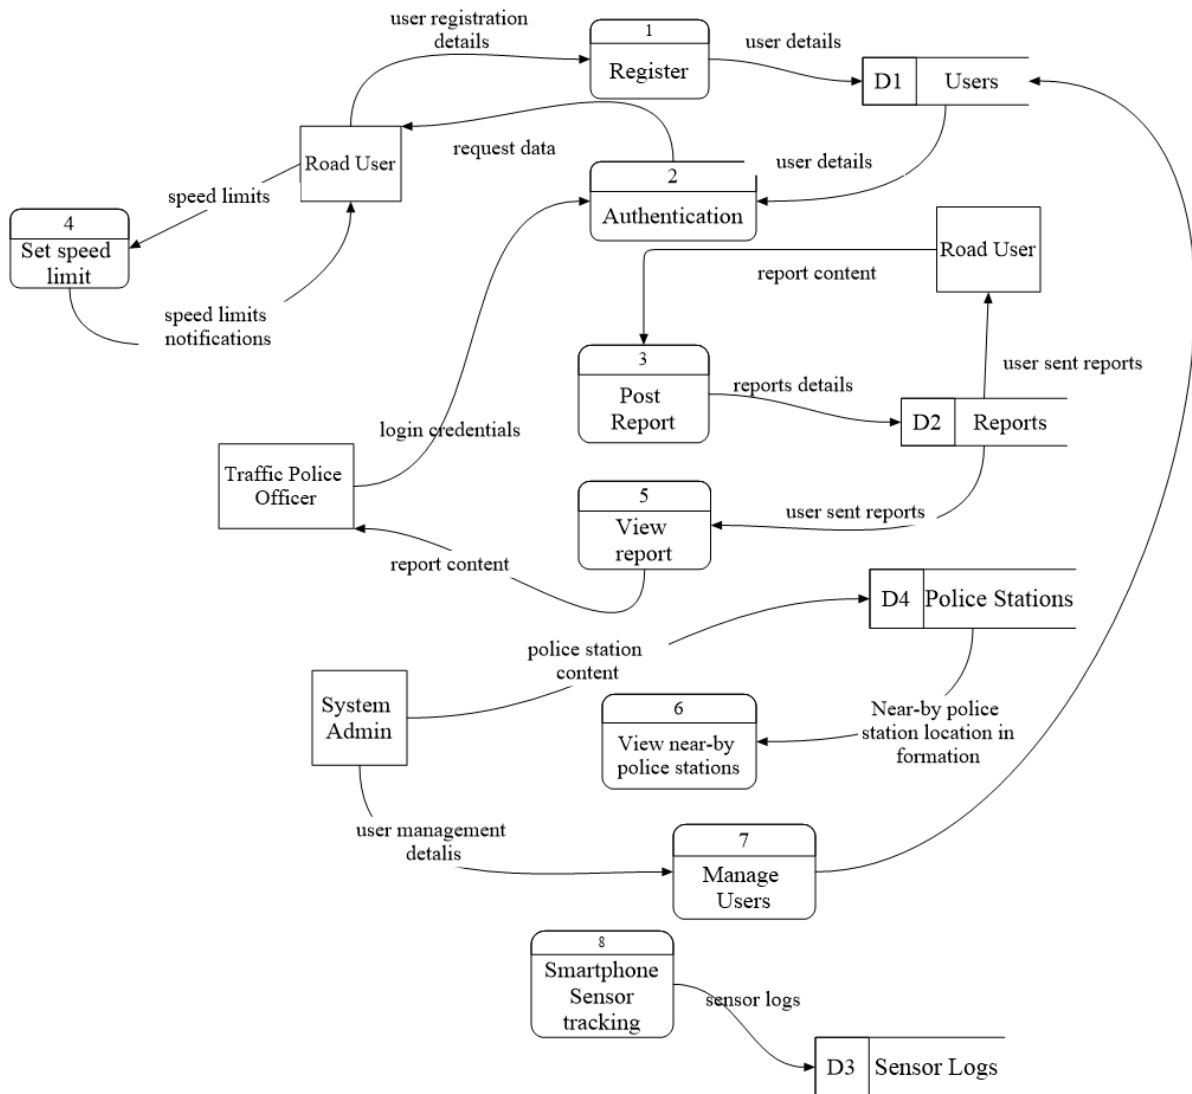 user registration
details
1
Register
user details
D1
Users
Road User
request data
2
Authentication
user details
speed limits
4
Set speed
limit
speed limits
notifications
Road User
report content
3
Post
Report
reports details
user sent reports
D2
Reports
login credentials
Traffic Police
Officer
5
View
report
user sent reports
report content
D4
Police Stations
police station
content
System
Admin
6
View near-by
police stations
Near-by police
station location in
formation
user management
detalis
7
Manage
Users
8
Smartphone
Sensor
tracking
sensor logs
D3
Sensor Logs